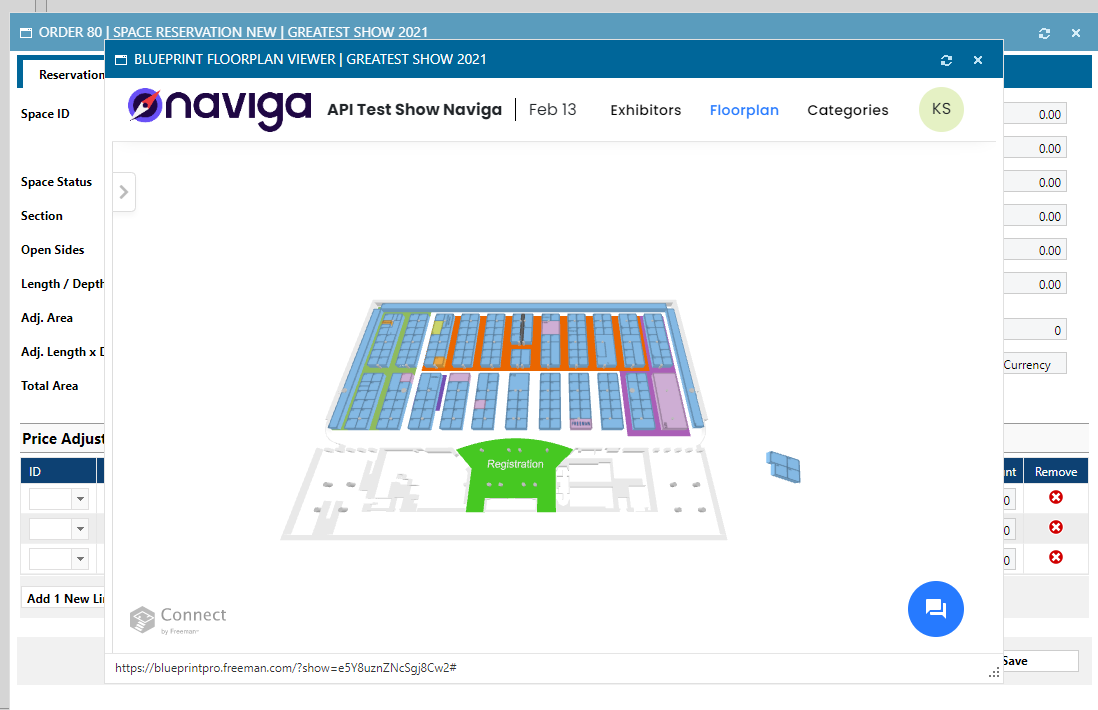 ORDER 80 | SPACE RESERVATION NEW | GREATEST SHOW 2021
BLUEPRINT FLOORPLAN VIEWER | GREATEST SHOW 2021
Reservation
naviga API Test Show Naviga | Feb 13 Exhibitors Floorplan Categories KS
Space ID
0.00
0.00
Space Status
0.00
Section
0.00
Open Sides
0.00
Length / Depth
0.00
Adj. Area
0
Adj. Length x D
Currency
Total Area
FREEMAN
Price Adjust
Registration
ID
nt Remove
0
0
0
Add 1 New Lin
Connect
by Freeman
https://blueprintpro.freeman.com/?show=e5Y8uznZNcSgj8Cw2#
Save